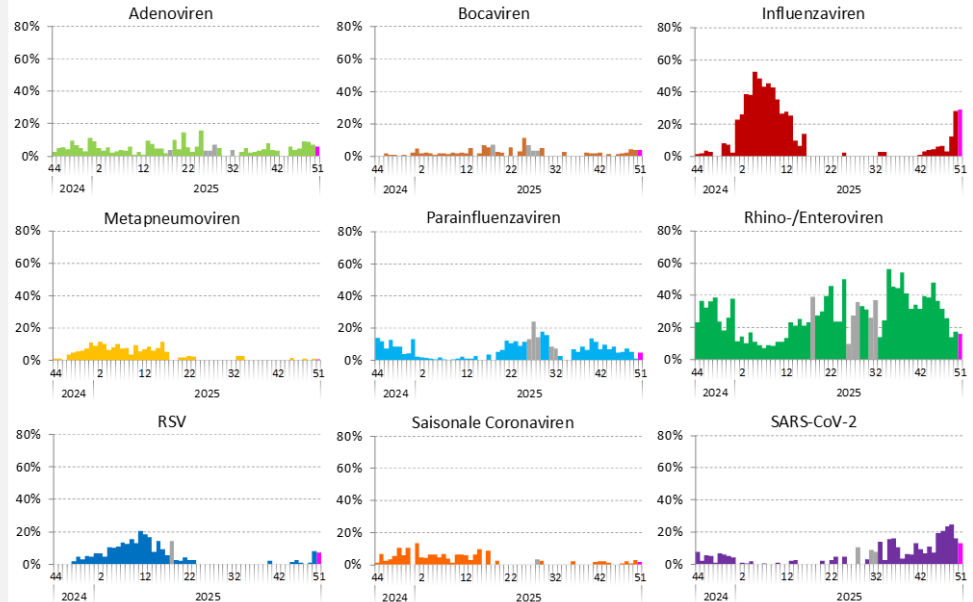 Adenoviren Bocaviren Influenzaviren
80% 80% 80%
60% 60% 60%
40% 40% 40%
20% 20% 20%
0% 0% 0%
44 2 12 22 32 42 51 44 2 12 22 32 42 51 44 2 12 22 32 42 51
2024 2025 2024 2025 2024 2025
Metapneumoviren Parainfluenzaviren Rhino-/Enteroviren
80% 80% 80%
60% 60% 60%
40% 40% 40%
20% 20% 20%
0% 0% 0%
44 2 12 22 32 42 51 44 2 12 22 32 42 51 44 2 12 22 32 42 51
2024 2025 2024 2025 2024 2025
RSV Saisonale Coronaviren SARS-CoV-2
80% 80% 80%
60% 60% 60%
40% 40% 40%
20% 20% 20%
0% 0% 0%
44 2 12 22 32 42 51 44 2 12 22 32 42 51 44 2 12 22 32 42 51
2024 2025 2024 2025 2024 2025